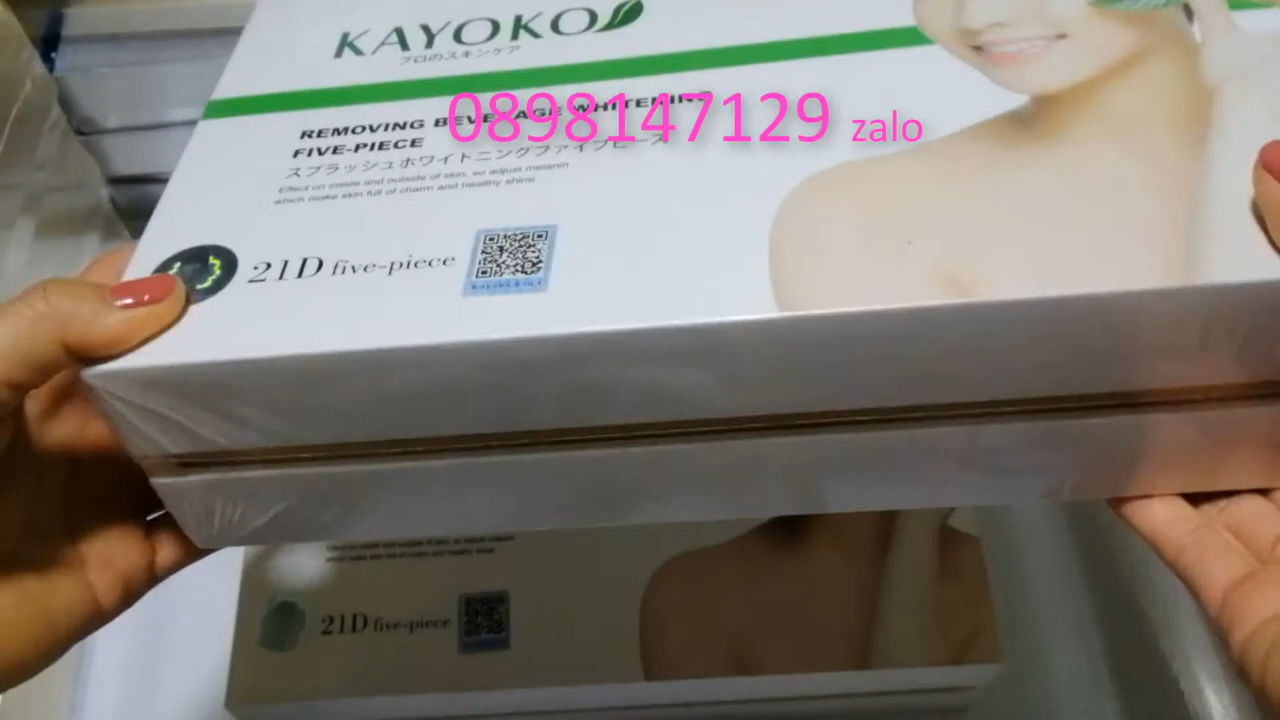 KAYOKO
プロのスキンケア
REMOVING BEVERAGE WHITENING
FIVE-PIECE
0898147129 zalo
スプラッシュホワイトニングファイブピース
Effect on inside and outside of skin, so adjust melanin
which make skin full of charm and healthy shine
21D five-piece
21D five-piece